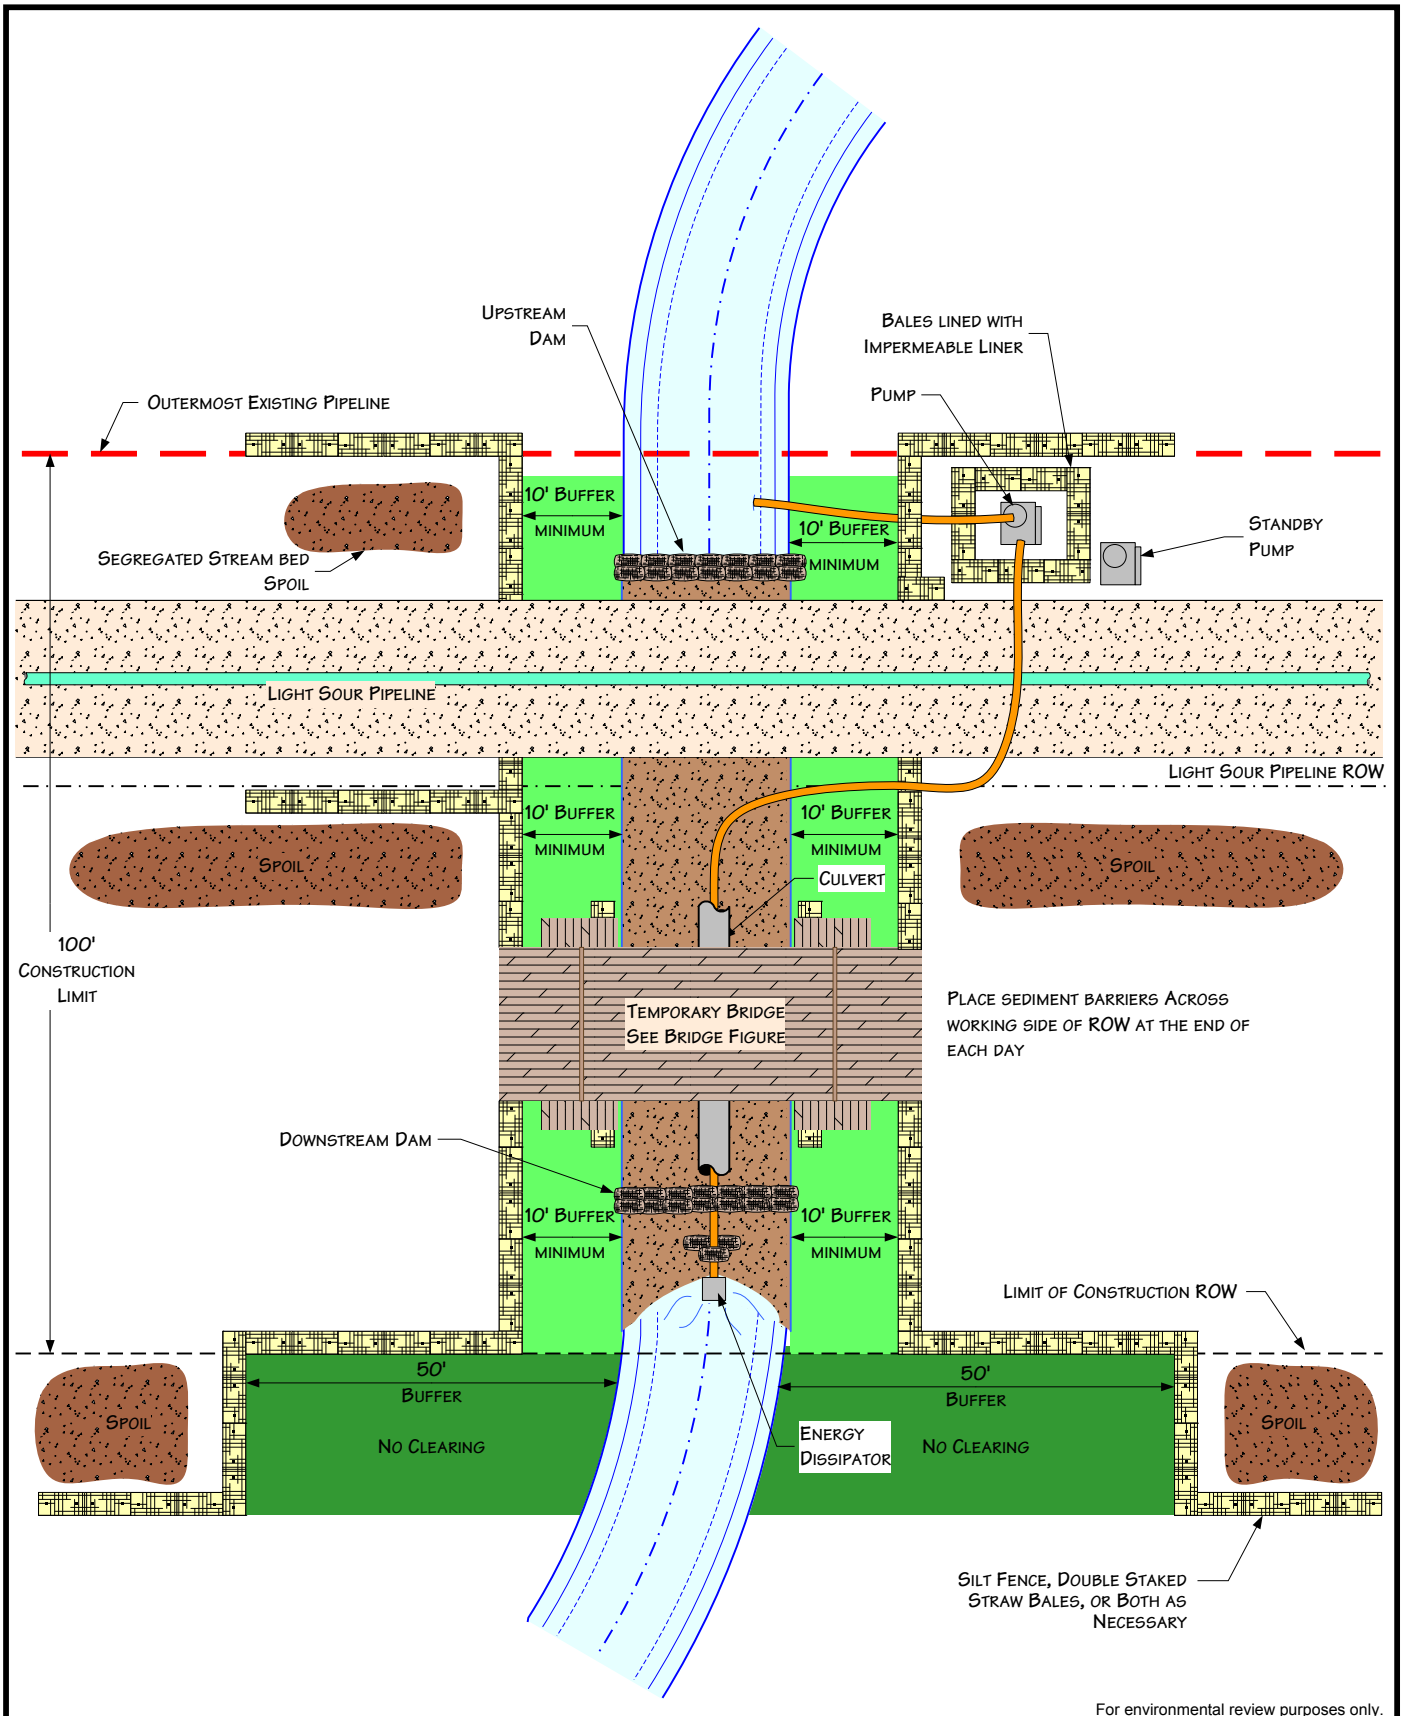 UPSTREAM
DAM
BALES LINED WITH
IMPERMEABLE LINER
PUMP
OUTERMOST EXISTING PIPELINE
10' BUFFER
MINIMUM
10' BUFFER
MINIMUM
STANDBY
PUMP
SEGREGATED STREAM BED
SPOIL
LIGHT SOUR PIPELINE
LIGHT SOUR PIPELINE ROW
10' BUFFER
MINIMUM
10' BUFFER
MINIMUM
SPOIL
SPOIL
CULVERT
100'
CONSTRUCTION
LIMIT
TEMPORARY BRIDGE
SEE BRIDGE FIGURE
PLACE SEDIMENT BARRIERS ACROSS
WORKING SIDE OF ROW AT THE END OF
EACH DAY
DOWNSTREAM DAM
10' BUFFER
MINIMUM
10' BUFFER
MINIMUM
LIMIT OF CONSTRUCTION ROW
50'
BUFFER
50'
BUFFER
SPOIL
SPOIL
NO CLEARING
ENERGY
DISSIPATOR
NO CLEARING
SILT FENCE, DOUBLE STAKED
STRAW BALES, OR BOTH AS
NECESSARY
For environmental review purposes only.